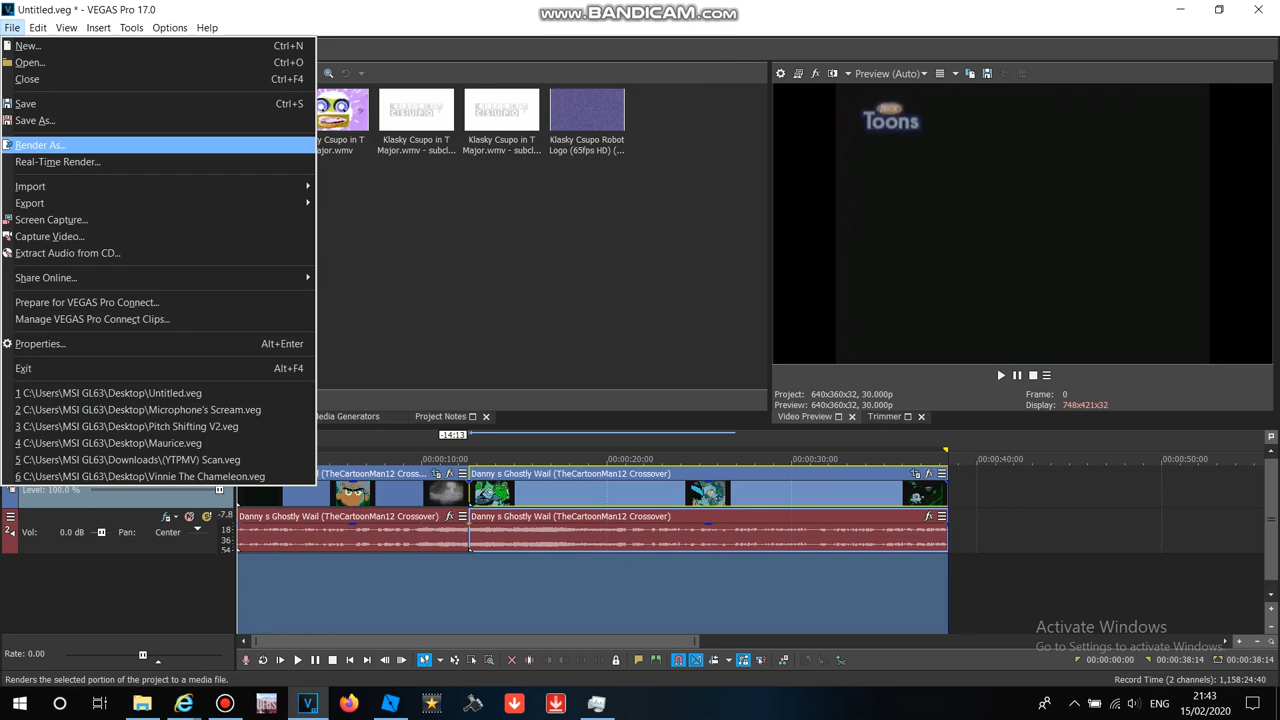 Untitled.veg * - VEGAS Pro 17.0
www.BANDICAM.com
File Edit View Insert Tools Options Help
New... Ctrl+N
Open... Ctrl+O
Close Ctrl+F4
Save Ctrl+S
Save As...
Render As...
Real-Time Render...
Import
Export
Screen Capture...
Capture Video...
Extract Audio from CD...
Share Online...
Prepare for VEGAS Pro Connect...
Manage VEGAS Pro Connect Clips...
Properties... Alt+Enter
Exit Alt+F4
1 C:\Users\MSI GL63\Desktop\Untitled.veg
2 C:\Users\MSI GL63\Desktop\Microphone's Scream.veg
3 C:\Users\MSI GL63\Desktop\Pitch Shifting V2.veg
4 C:\Users\MSI GL63\Desktop\Maurice.veg
5 C:\Users\MSI GL63\Downloads\(YTPMV) Scan.veg
6 C:\Users\MSI GL63\Desktop\Vinnie The Chameleon.veg
sky Csupo in T
Major.wmv
Klasky Csupo in T
Major.wmv - subcl...
Klasky Csupo in T
Major.wmv - subcl...
Klasky Csupo Robot
Logo (65fps HD) (...
Preview (Auto)
Nick
Toons
Project: 640x360x32, 30.000p
Preview: 640x360x32, 30.000p
Frame: 0
Display: 748x421x32
Video Preview Trimmer
edia Generators Project Notes
-14:13
00:00:10:00 00:00:20:00 00:00:30:00 00:00:40:00 00:00:50:00
l (TheCartoonMan12 Cross... Danny s Ghostly Wail (TheCartoonMan12 Crossover)
Level: 100.0 %
Danny s Ghostly Wail (TheCartoonMan12 Crossover) Danny s Ghostly Wail (TheCartoonMan12 Crossover)
Vol: 0.0 dB Pan: Center
-7.8
18
36
54
Rate: 0.00
Activate Windows
Go to Settings to activate Windows.
00:00:00:00 00:00:38:14 00:00:38:14
Renders the selected portion of the project to a media file.
Record Time (2 channels): 1,158:24:40
21:43
15/02/2020